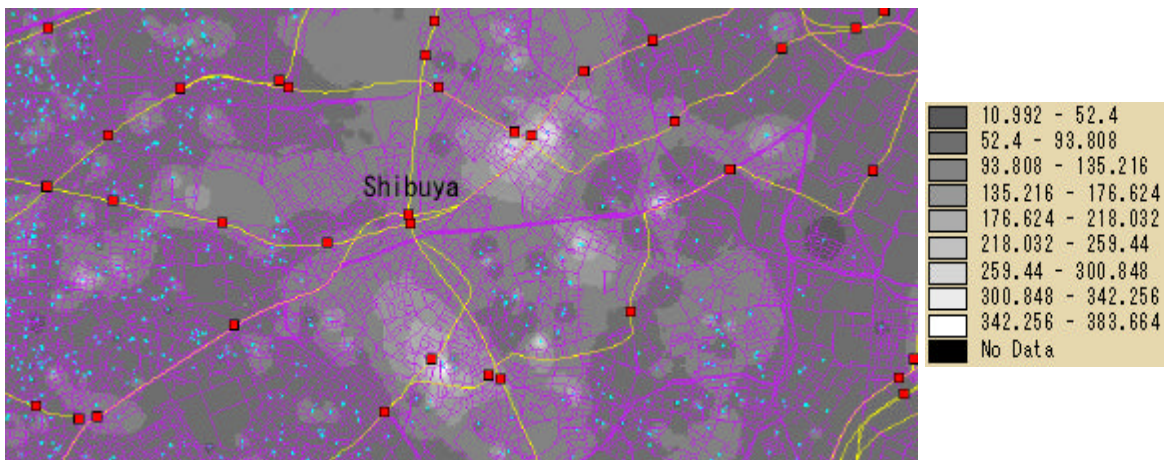 Shibuya
10.992 - 52.4
52.4 - 93.808
93.808 - 135.216
135.216 - 176.624
176.624 - 218.032
218.032 - 259.44
259.44 - 300.848
300.848 - 342.256
342.256 - 383.664
No Data